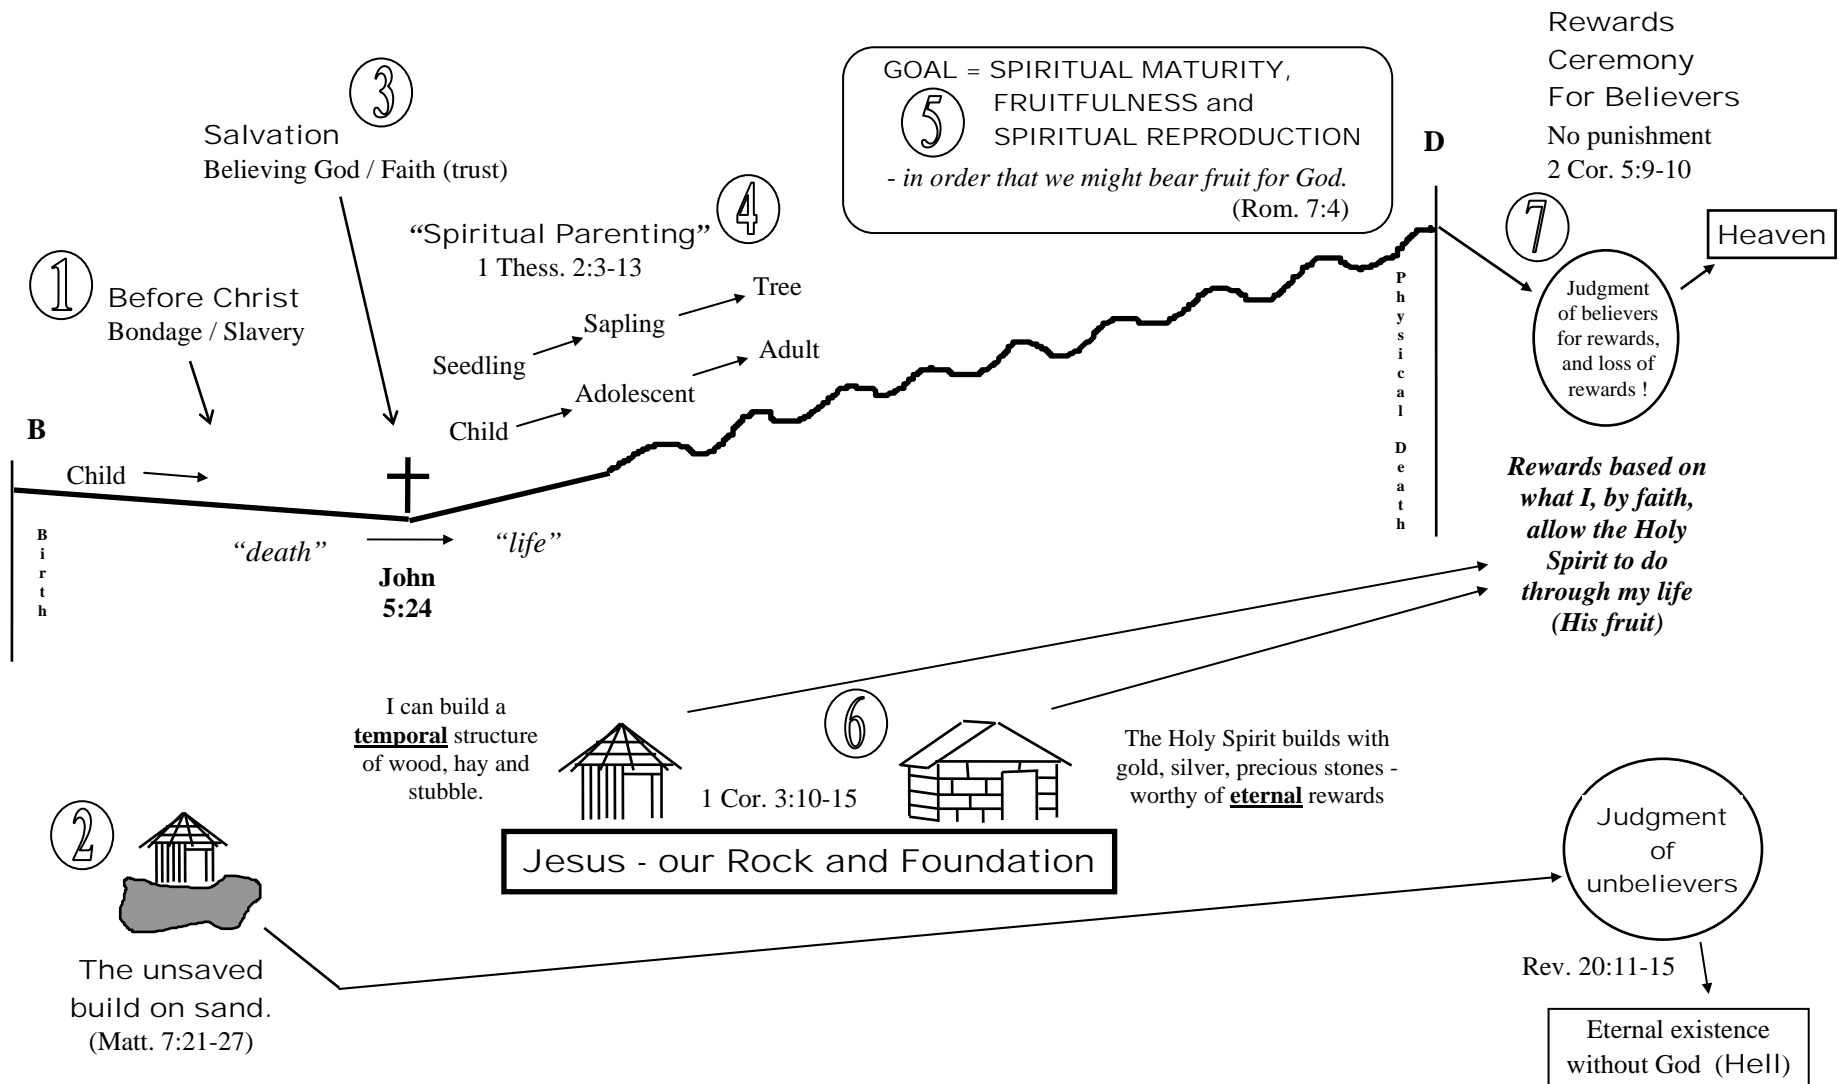 1
Before Christ
Bondage / Slavery
B
Child
Birth
3
Salvation
Believing God / Faith (trust)
"death"
"life"
John
5:24
4
“Spiritual Parenting”
1 Thess. 2:3-13
Seedling
Sapling
Tree
Child
Adolescent
Adult
GOAL = SPIRITUAL MATURITY,
5
FRUITFULNESS and
SPIRITUAL REPRODUCTION
- in order that we might bear fruit for God.
(Rom. 7:4)
D
Physical Death
Rewards
Ceremony
For Believers
No punishment
2 Cor. 5:9-10
7
Heaven
Judgment
of believers
for rewards,
and loss of
rewards !
Rewards based on
what I, by faith,
allow the Holy
Spirit to do
through my life
(His fruit)
2
The unsaved
build on sand.
(Matt. 7:21-27)
I can build a
temporal structure
of wood, hay and
stubble.
6
1 Cor. 3:10-15
The Holy Spirit builds with
gold, silver, precious stones -
worthy of eternal rewards
Jesus - our Rock and Foundation
Judgment
of
unbelievers
Rev. 20:11-15
Eternal existence
without God (Hell)